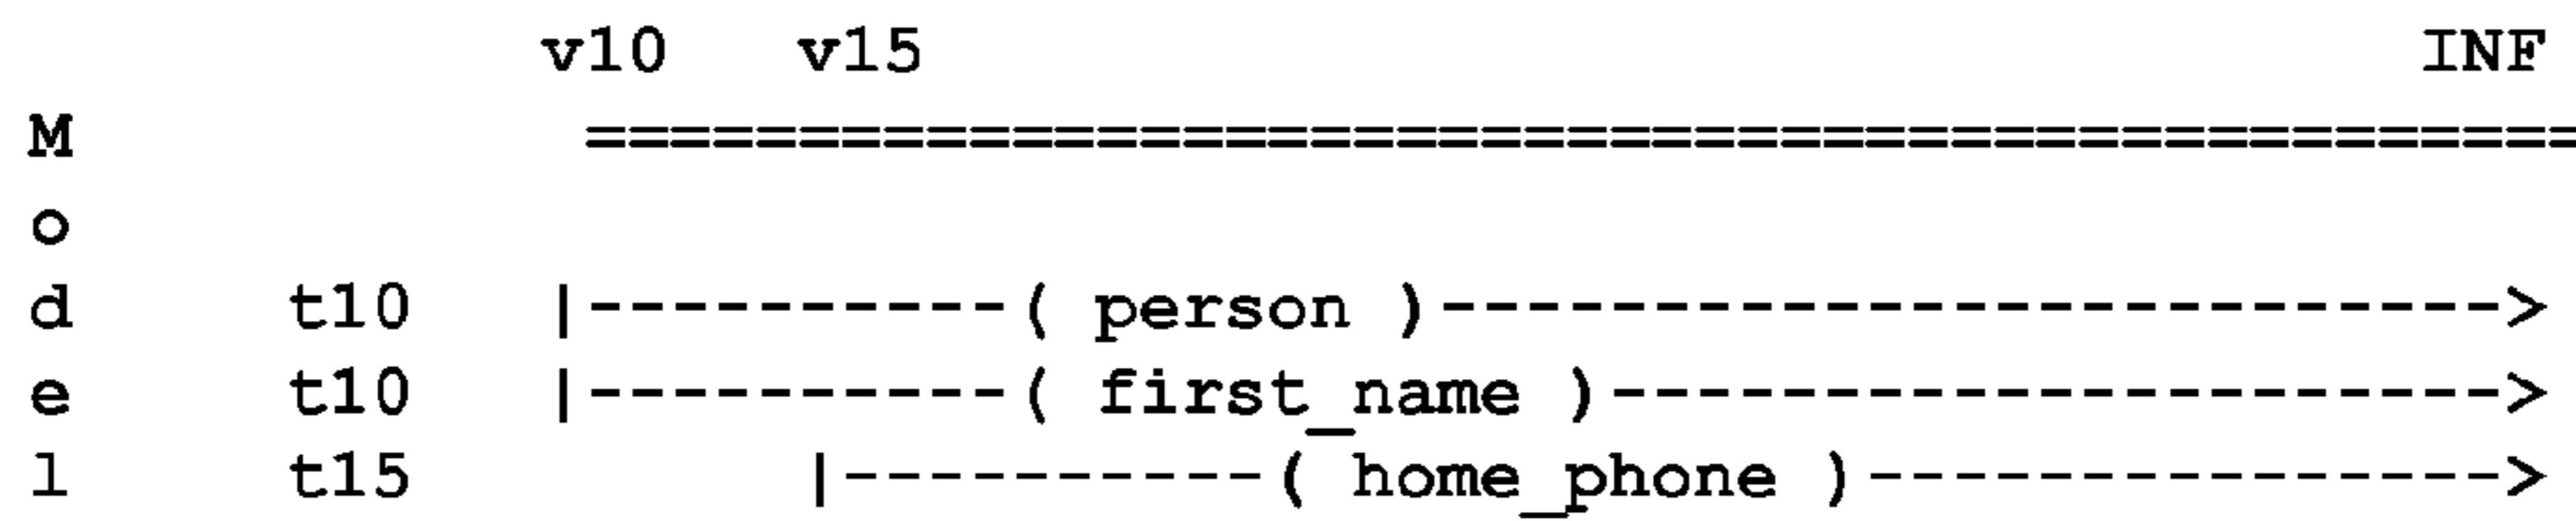 v10 v15 INF
M ===============================================
o
d t10 |----------( person )------------------------->
e t10 |----------( first_name )--------------------->
l t15 |----------( home_phone )--------------->